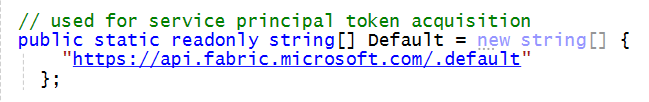 // used for service principal token acquisition
public static readonly string[] Default = new string[] {
"https://api.fabric.microsoft.com/.default"
};